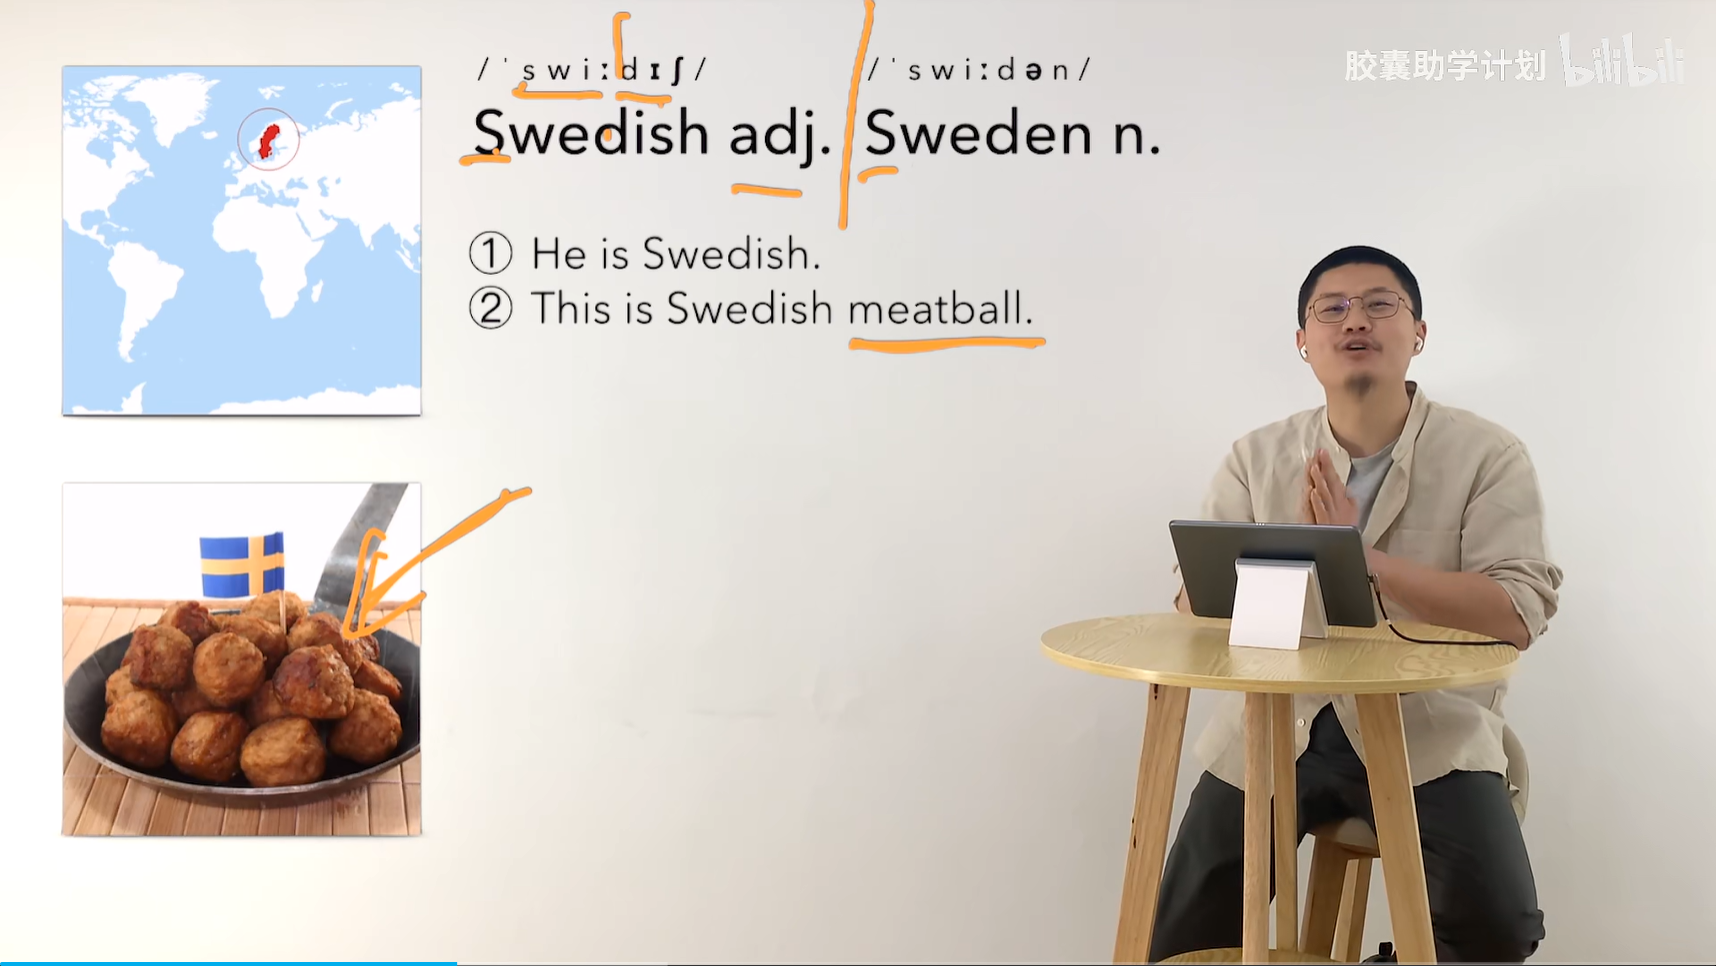 胶囊助学计划 bilibili
/ˈswiːdɪʃ/ /ˈswiːdən/
Swedish adj. Sweden n.
① He is Swedish.
② This is Swedish meatball.